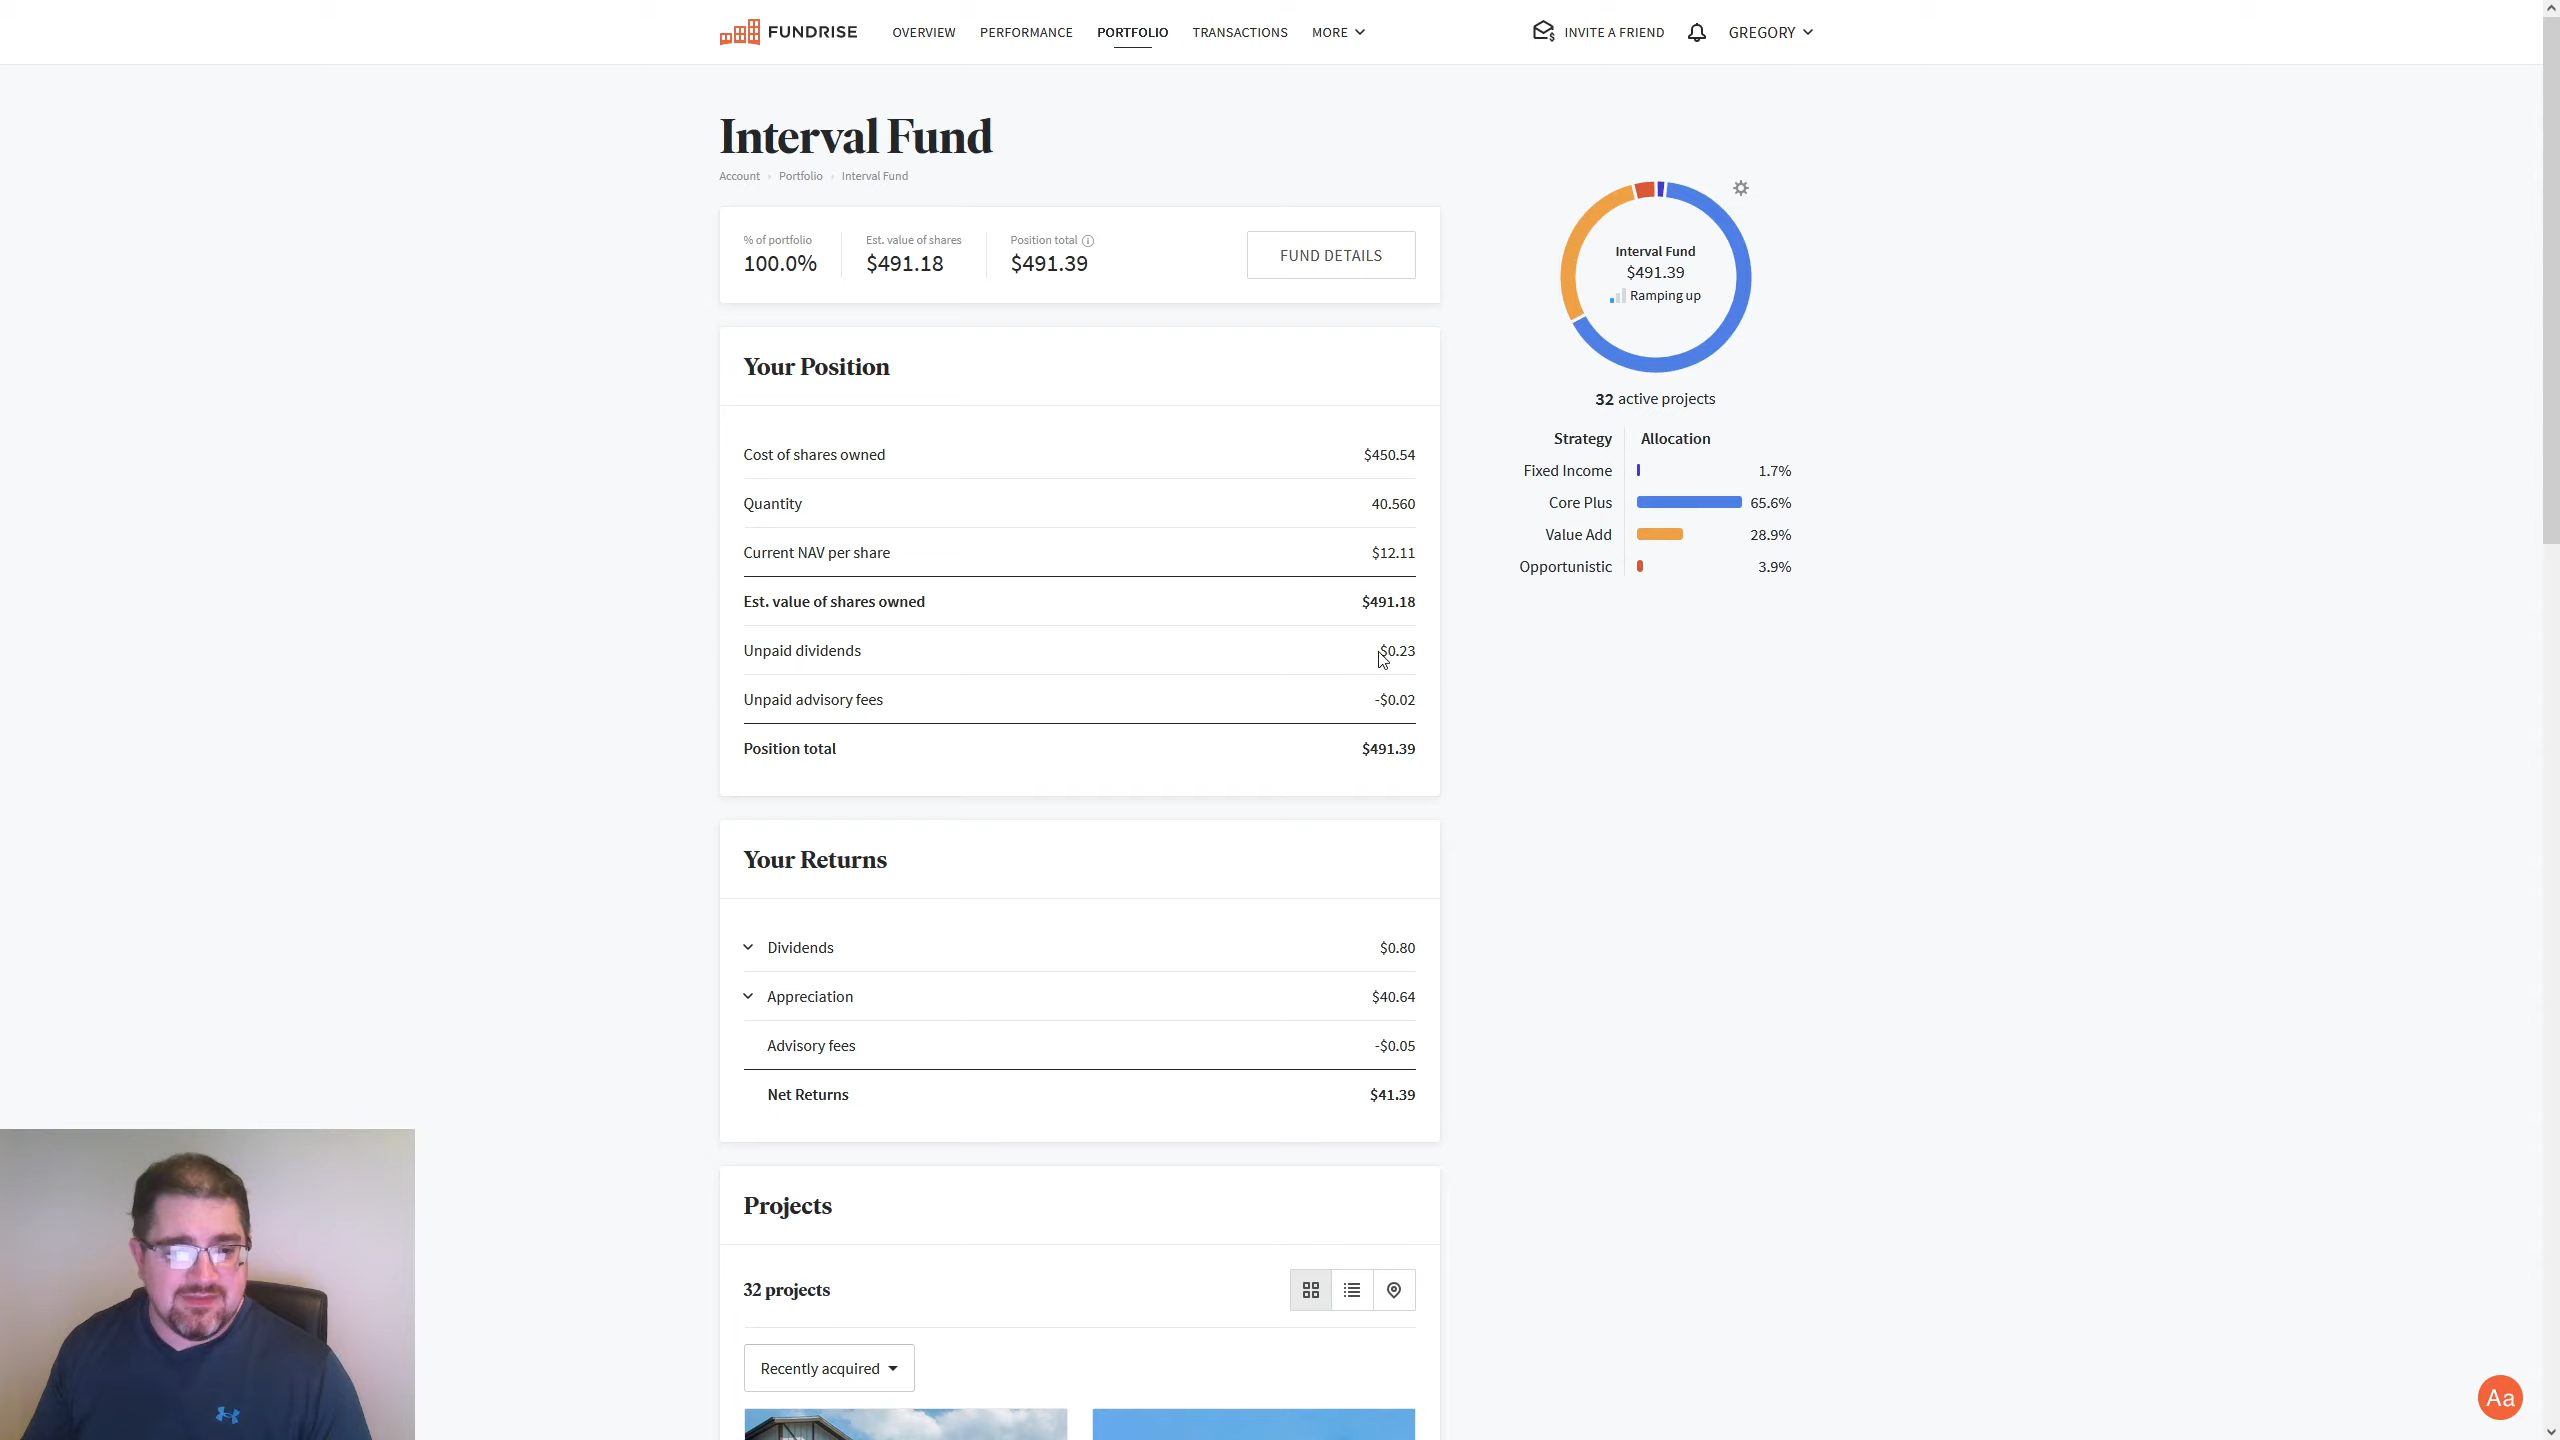 FUNDRISE OVERVIEW PERFORMANCE PORTFOLIO TRANSACTIONS MORE INVITE A FRIEND GREGORY
Interval Fund
Account › Portfolio › Interval Fund
% of portfolio
100.0%
Est. value of shares
$491.18
Position total
$491.39
FUND DETAILS
Your Position
Cost of shares owned $450.54
Quantity 40.560
Current NAV per share $12.11
Est. value of shares owned $491.18
Unpaid dividends $0.23
Unpaid advisory fees -$0.02
Position total $491.39
Your Returns
Dividends $0.80
Appreciation $40.64
Advisory fees -$0.05
Net Returns $41.39
Projects
32 projects
Recently acquired
Interval Fund
$491.39
Ramping up
32 active projects
Strategy Allocation
Fixed Income 1.7%
Core Plus 65.6%
Value Add 28.9%
Opportunistic 3.9%
Aa